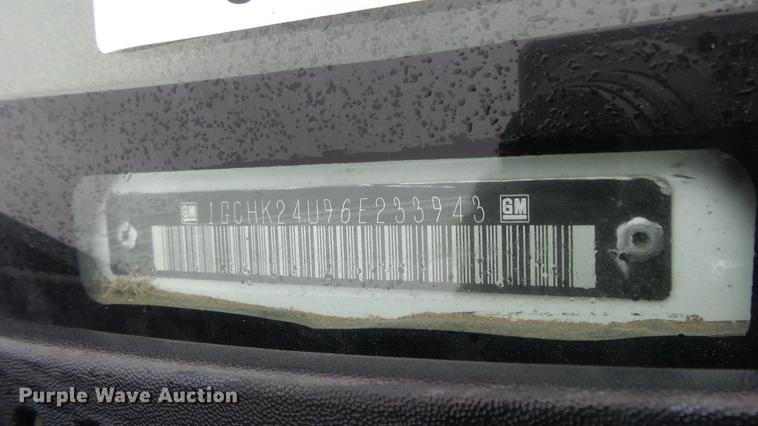 GM 1GCHK24U96E233943 GM
Purple Wave Auction